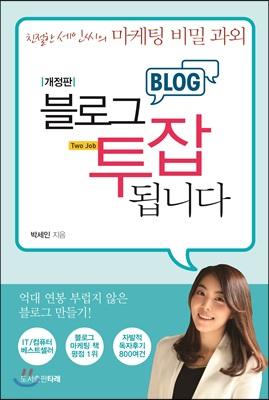 친절한 세인씨의 마케팅 비밀 과외
|개정판|
BLOG
블로그
Two Job
투잡
됩니다
박세인 지음
억대 연봉 부럽지 않은
블로그 만들기!
IT/컴퓨터
베스트셀러
블로그
마케팅 책
평점 1위
자발적
독자후기
800여건
도서출판타래